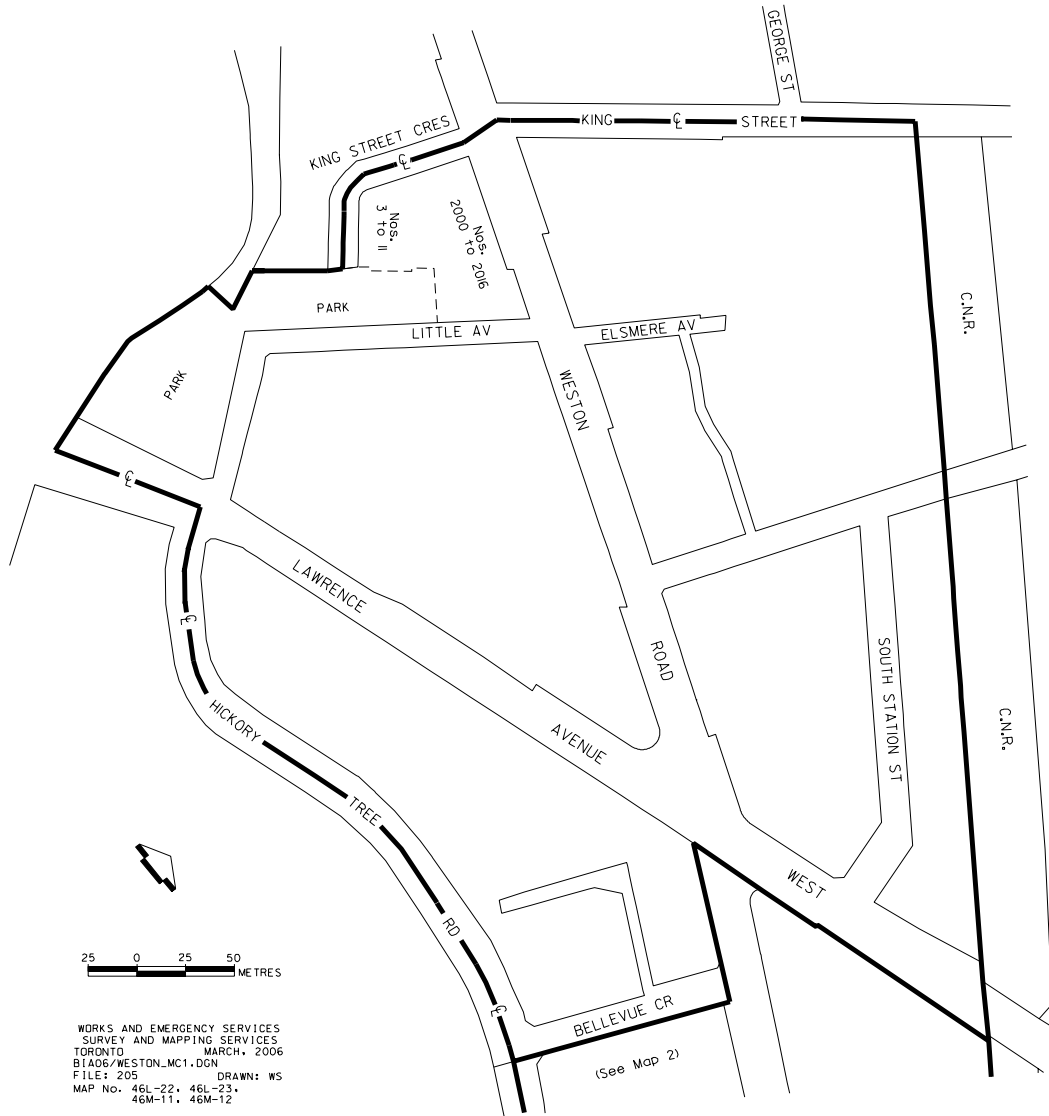 GEORGE ST
KING ℄ STREET
KING STREET CRES
℄
Nos.
3 to 11
Nos.
2000 to 2016
PARK
LITTLE AV
ELSMERE AV
C.N.R.
PARK
WESTON
℄
LAWRENCE
℄
ROAD
SOUTH STATION ST
HICKORY
AVENUE
C.N.R.
TREE
WEST
RD
℄
BELLEVUE CR
(See Map 2)
25 0 25 50
METRES
WORKS AND EMERGENCY SERVICES
SURVEY AND MAPPING SERVICES
TORONTO MARCH, 2006
BIA06/WESTON_MC1.DGN
FILE: 205 DRAWN: WS
MAP No. 46L-22, 46L-23,
46M-11, 46M-12